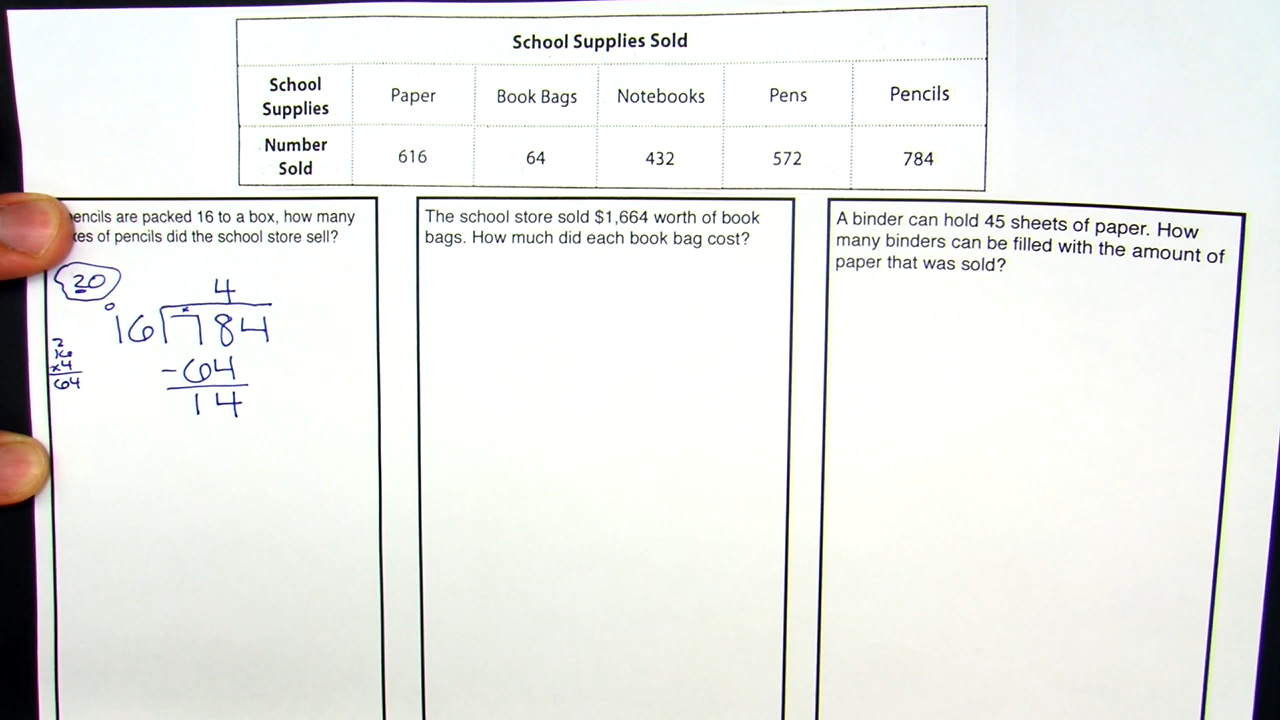 School Supplies Sold
School Supplies Paper Book Bags Notebooks Pens Pencils
Number Sold 616 64 432 572 784
are packed 16 to a box, how many
of pencils did the school store sell?
20
4
16 784
-64
14
2
16
x4
64
The school store sold $1,664 worth of book
bags. How much did each book bag cost?
A binder can hold 45 sheets of paper. How
many binders can be filled with the amount of
paper that was sold?